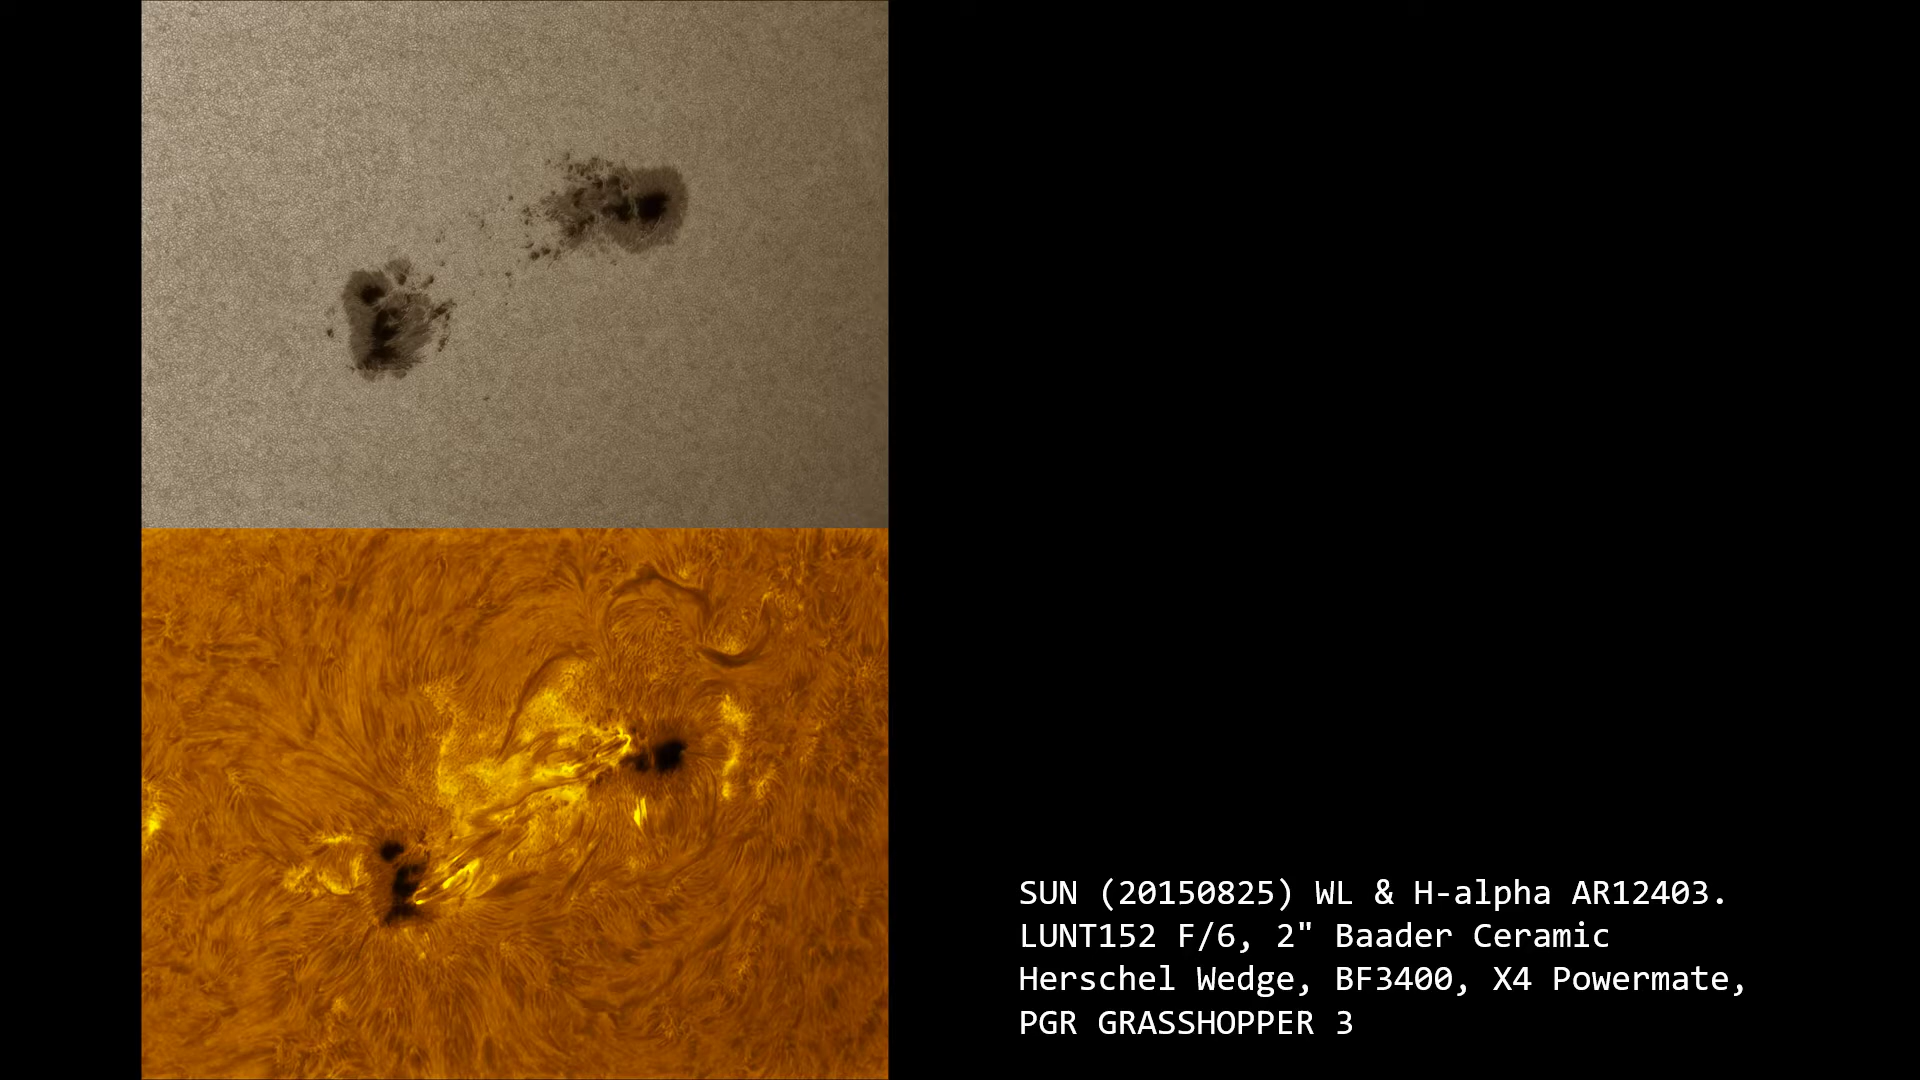 SUN (20150825) WL & H-alpha AR12403.
LUNT152 F/6, 2" Baader Ceramic
Herschel Wedge, BF3400, X4 Powermate,
PGR GRASSHOPPER 3